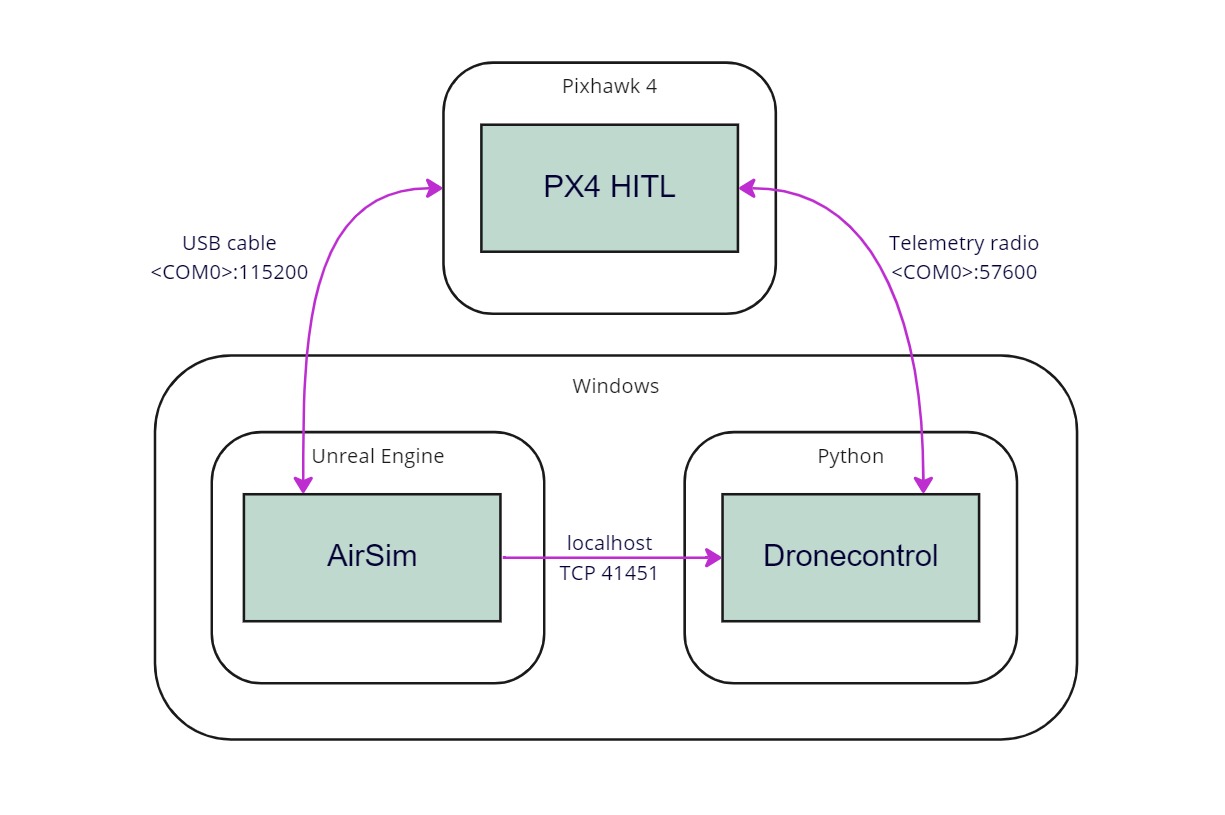 Pixhawk 4
PX4 HITL
USB cable
<COM0>:115200
Telemetry radio
<COM0>:57600
Windows
Unreal Engine
Python
AirSim
localhost
TCP 41451
Dronecontrol